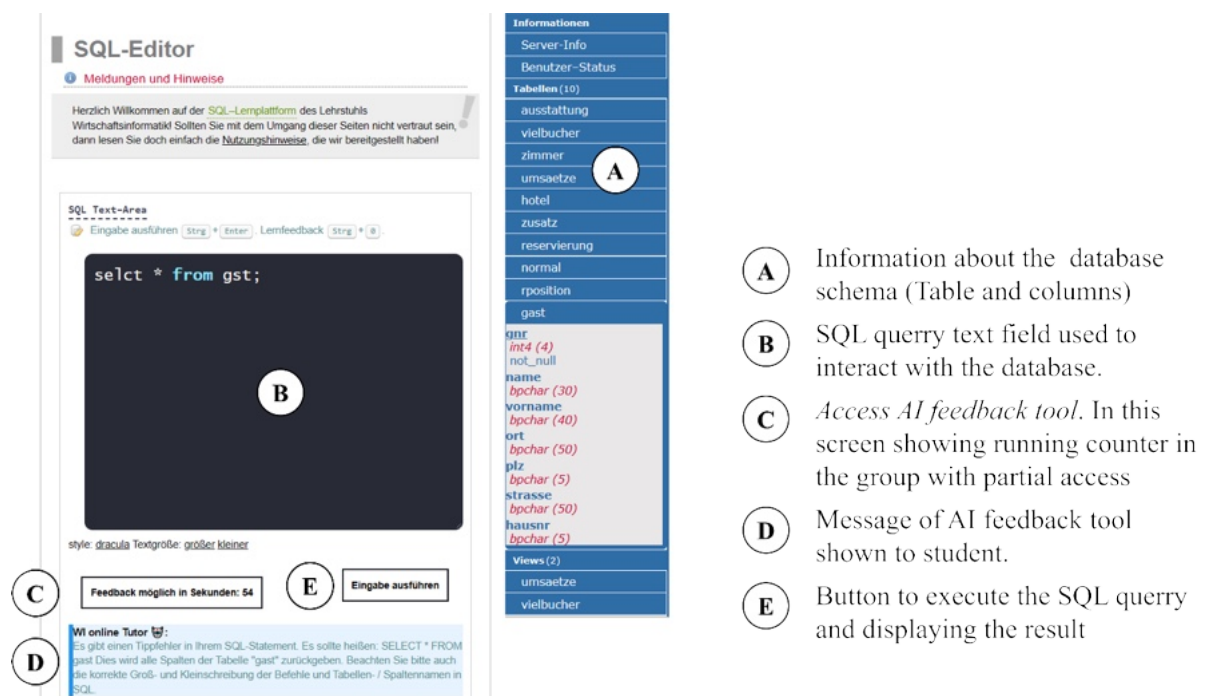 SQL-Editor
Meldungen und Hinweise
Herzlich Willkommen auf der SQL–Lernplattform des Lehrstuhls
Wirtschaftsinformatik! Sollten Sie mit dem Umgang dieser Seiten nicht vertraut sein,
dann lesen Sie doch einfach die Nutzungshinweise, die wir bereitgestellt haben!
!
SQL Text-Area
Eingabe ausführen Strg + Enter . Lernfeedback Strg + 0 .
selct * from gst;
B
style: dracula Textgröße: größer kleiner
C
Feedback möglich in Sekunden: 54
E
Eingabe ausführen
D
WI online Tutor :
Es gibt einen Tippfehler in Ihrem SQL-Statement. Es sollte heißen: SELECT * FROM
gast Dies wird alle Spalten der Tabelle "gast" zurückgeben. Beachten Sie bitte auch
die korrekte Groß- und Kleinschreibung der Befehle und Tabellen- / Spaltennamen in
SQL.
Informationen
Server-Info
Benutzer–Status
Tabellen (10)
ausstattung
vielbucher
zimmer
A
umsaetze
hotel
zusatz
reservierung
normal
rposition
gast
gnr
int4 (4)
not_null
name
bpchar (30)
vorname
bpchar (40)
ort
bpchar (50)
plz
bpchar (5)
strasse
bpchar (50)
hausnr
bpchar (5)
Views (2)
umsaetze
vielbucher
A
Information about the database
schema (Table and columns)
B
SQL querry text field used to
interact with the database.
C
Access AI feedback tool. In this
screen showing running counter in
the group with partial access
D
Message of AI feedback tool
shown to student.
E
Button to execute the SQL querry
and displaying the result